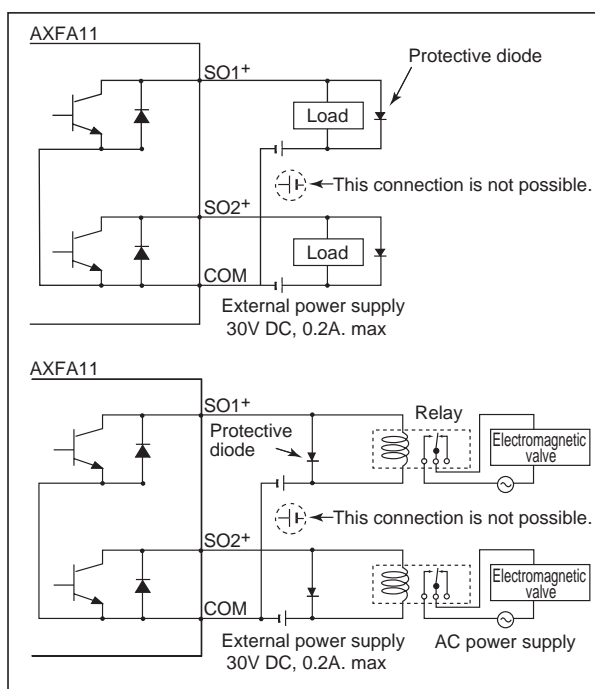 AXFA11
SO1+
Protective diode
Load
This connection is not possible.
SO2+
Load
COM
External power supply
30V DC, 0.2A. max
AXFA11
SO1+
Relay
Protective
diode
Electromagnetic
valve
This connection is not possible.
SO2+
Electromagnetic
valve
COM
External power supply
30V DC, 0.2A. max
AC power supply